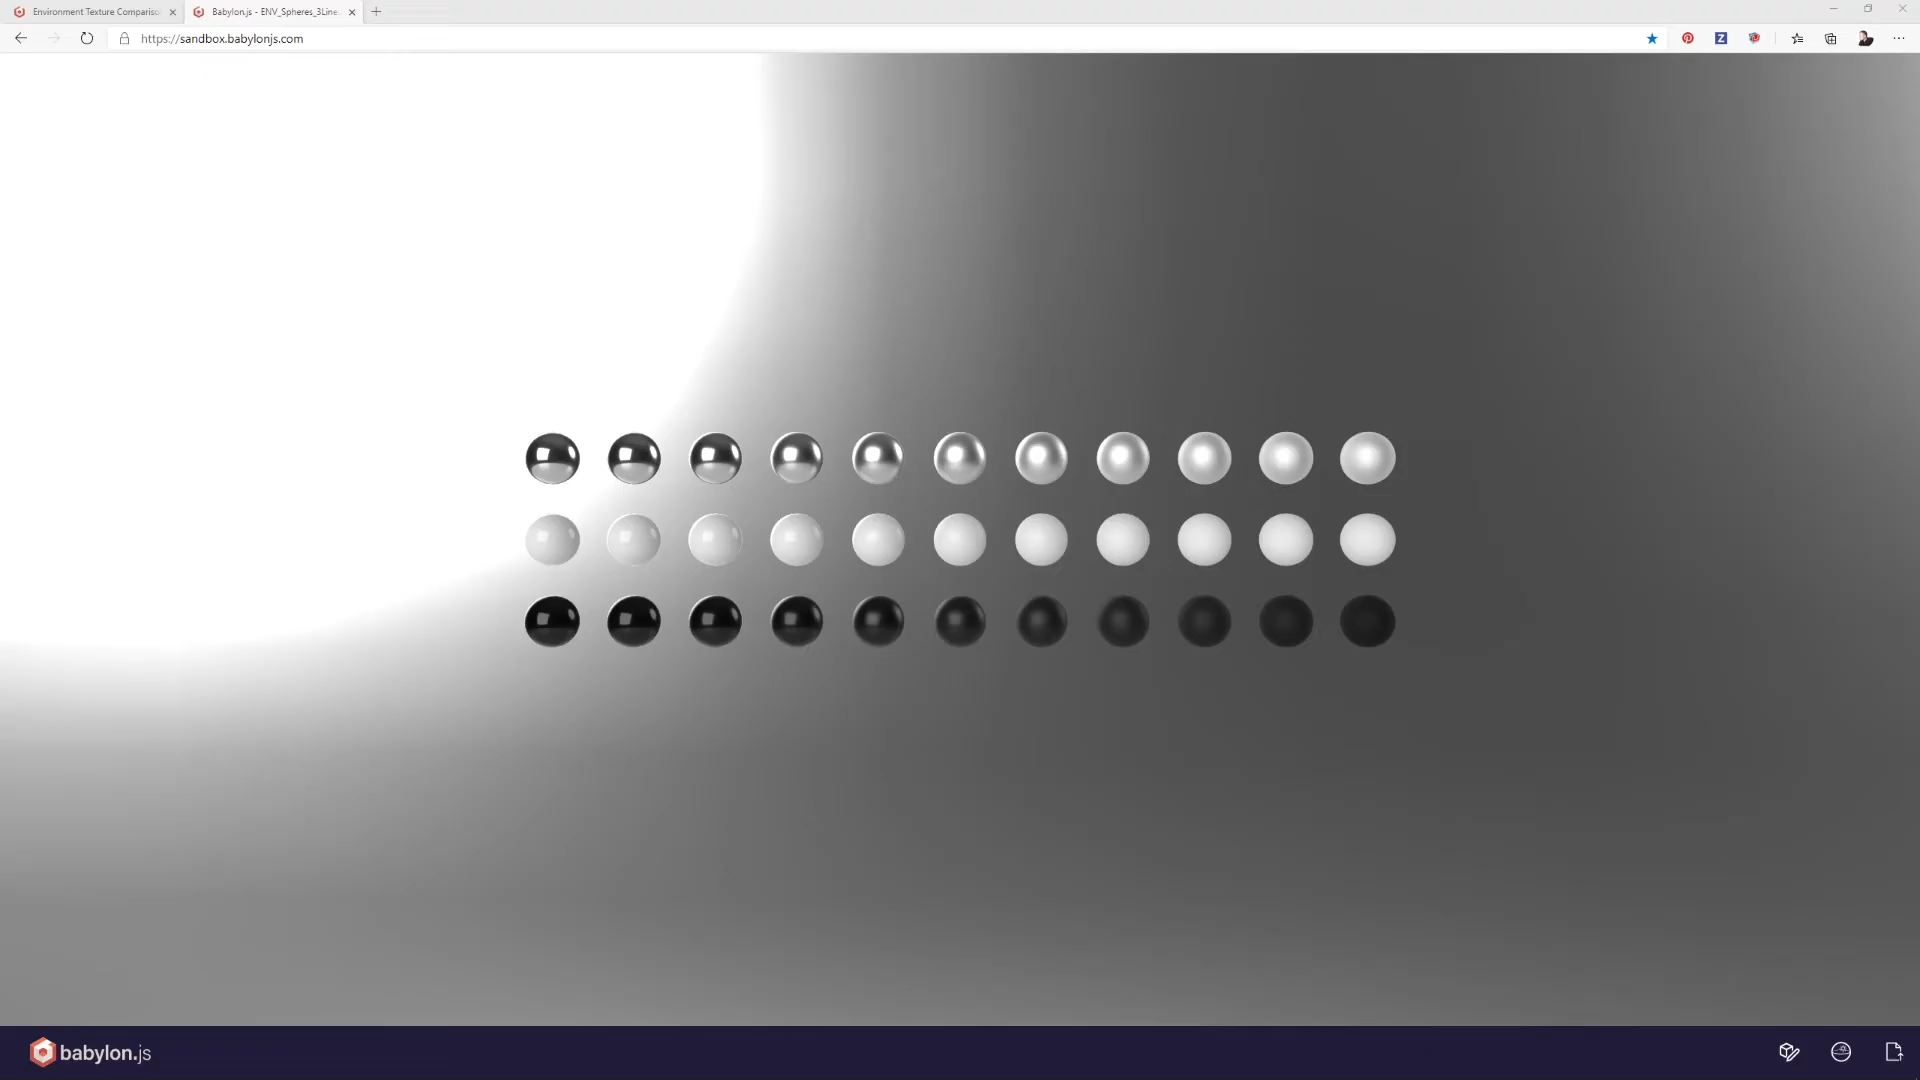 Environment Texture Compariso
Babylon.js - ENV_Spheres_3Line
https://sandbox.babylonjs.com
babylon.js